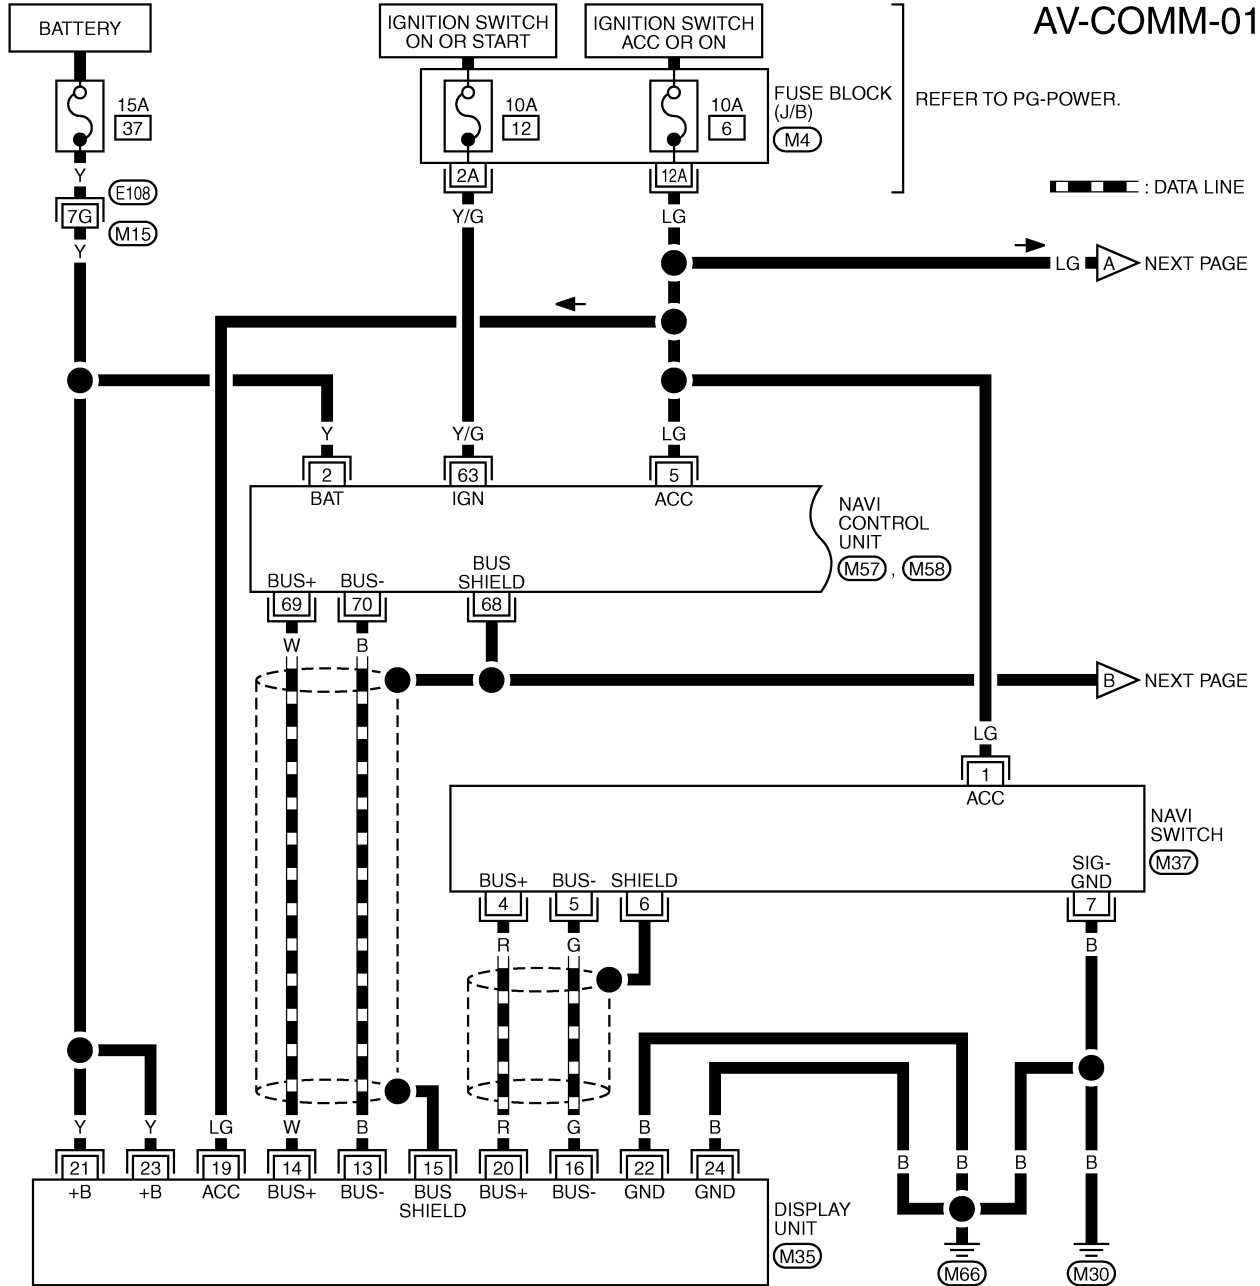 AV-COMM-01
BATTERY
IGNITION SWITCH
ON OR START
IGNITION SWITCH
ACC OR ON
15A
37
10A
12
10A
6
FUSE BLOCK
(J/B)
M4
REFER TO PG-POWER.
Y
2A
12A
E108
7G
M15
Y
Y/G
LG
: DATA LINE
LG
A
NEXT PAGE
Y
Y/G
LG
2
63
5
BAT
IGN
ACC
NAVI
CONTROL
UNIT
M57 , M58
BUS+
BUS-
BUS
SHIELD
69
70
68
W
B
B
NEXT PAGE
LG
1
ACC
NAVI
SWITCH
M37
BUS+
BUS-
SHIELD
SIG-
GND
4
5
6
7
R
G
B
Y
Y
LG
W
B
R
G
B
B
B
B
B
B
21
23
19
14
13
15
20
16
22
24
+B
+B
ACC
BUS+
BUS-
BUS
SHIELD
BUS+
BUS-
GND
GND
DISPLAY
UNIT
M35
M66
M30